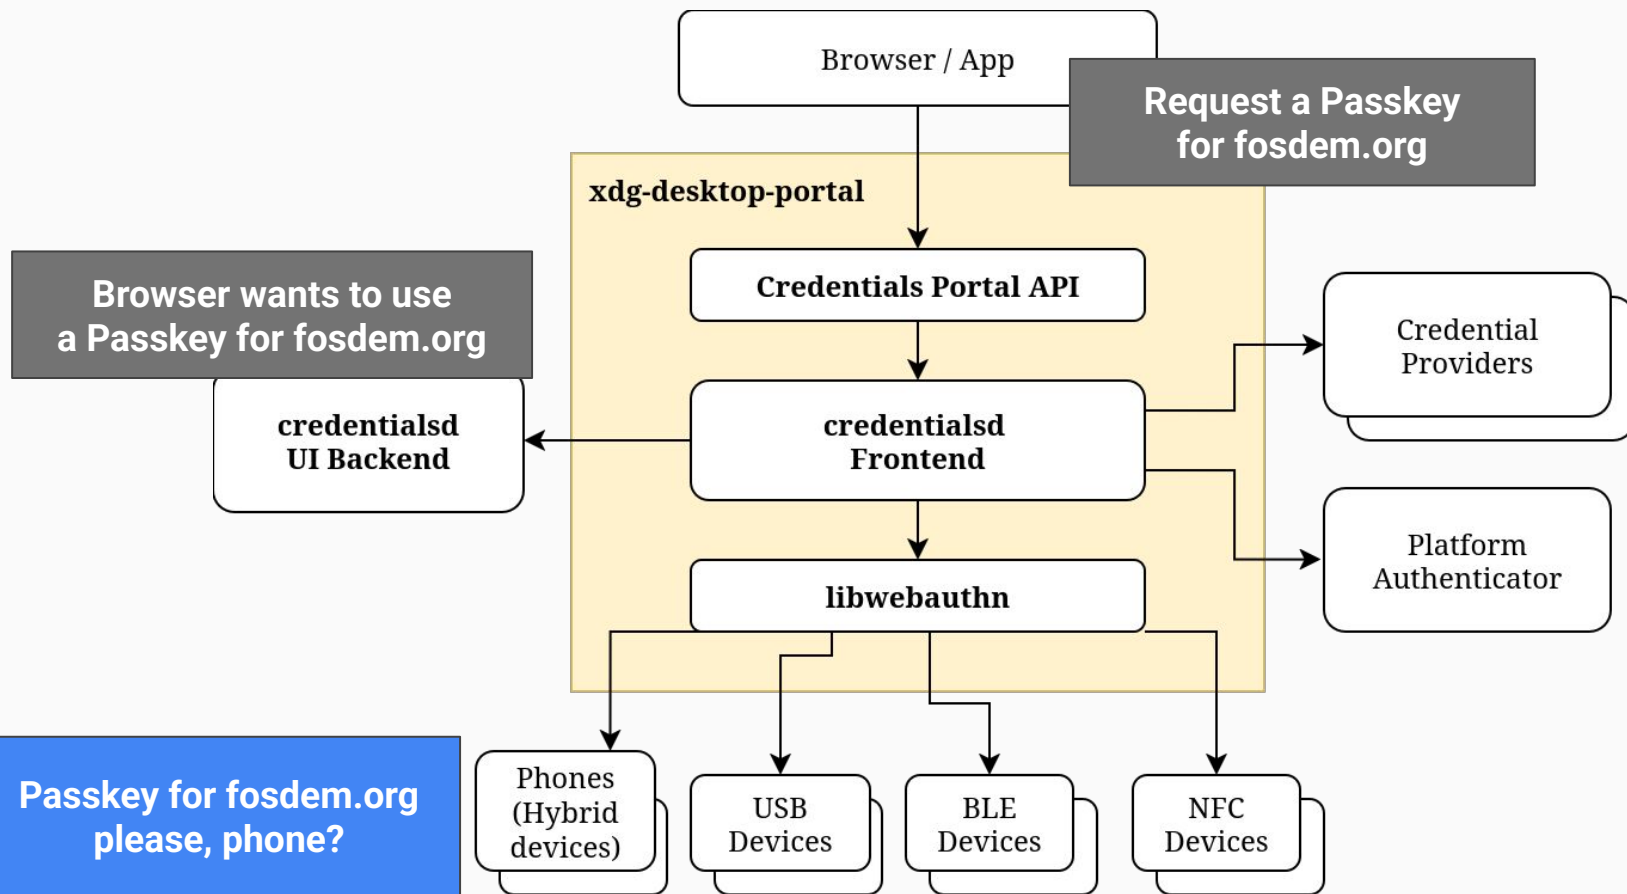 Browser / App
Request a Passkey
for fosdem.org
xdg-desktop-portal
Credentials Portal API
Browser wants to use
a Passkey for fosdem.org
Credential
Providers
credentialsd
UI Backend
credentialsd
Frontend
Platform
Authenticator
libwebauthn
Passkey for fosdem.org
please, phone?
Phones
(Hybrid
devices)
USB
Devices
BLE
Devices
NFC
Devices